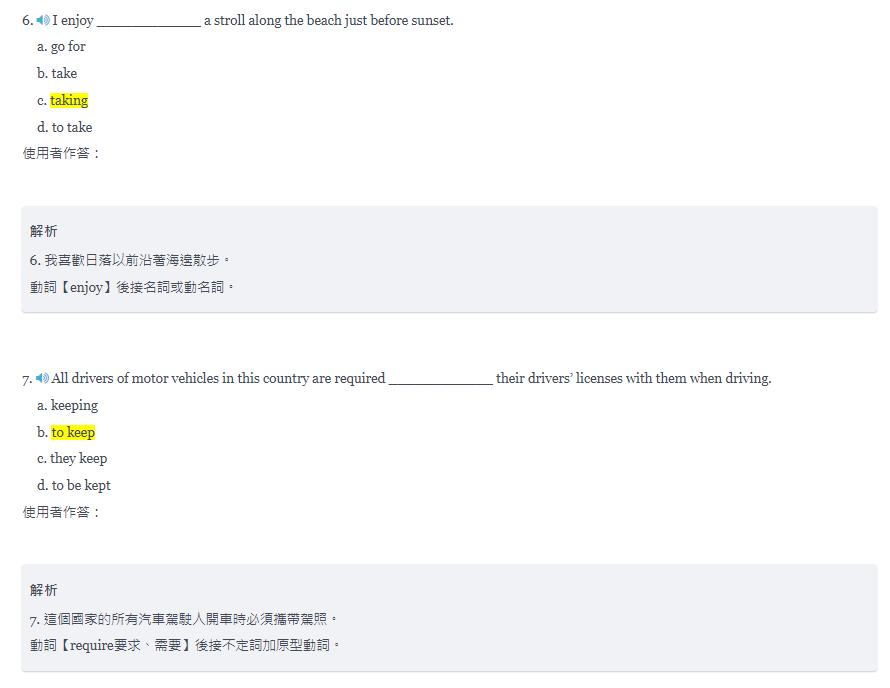 6. I enjoy _______________ a stroll along the beach just before sunset.
a. go for
b. take
c. taking
d. to take
使用者作答：
解析
6. 我喜歡日落以前沿著海邊散步。
動詞【enjoy】後接名詞或動名詞。
7. All drivers of motor vehicles in this country are required _______________ their drivers’ licenses with them when driving.
a. keeping
b. to keep
c. they keep
d. to be kept
使用者作答：
解析
7. 這個國家的所有汽車駕駛人開車時必須攜帶駕照。
動詞【require要求、需要】後接不定詞加原型動詞。